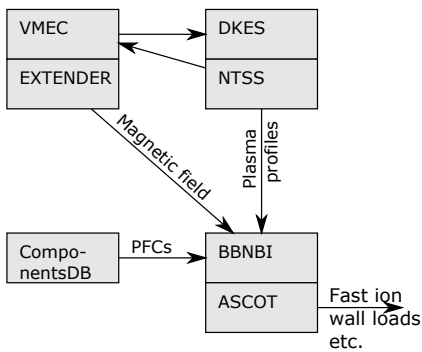 VMEC
DKES
EXTENDER
NTSS
Magnetic field
Plasma
profiles
Compo-
nentsDB
PFCs
BBNBI
ASCOT
Fast ion
wall loads
etc.